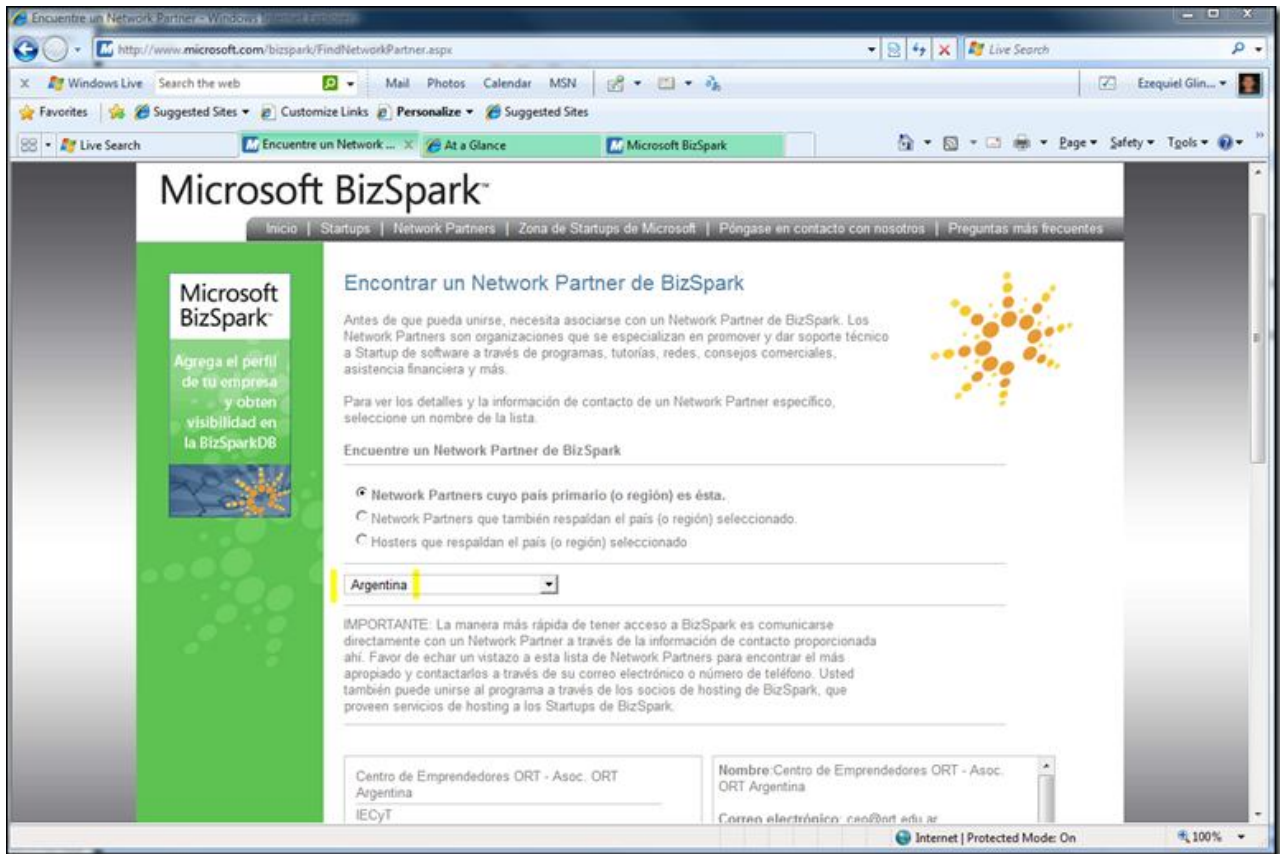 Encuentre un Network Partner - Windows Internet Explorer
http://www.microsoft.com/bizspark/FindNetworkPartner.aspx
Live Search
Windows Live
Search the web
Mail
Photos
Calendar
MSN
Ezequiel Glin...
Favorites
Suggested Sites
Customize Links
Personalize
Suggested Sites
Live Search
Encuentre un Network ...
At a Glance
Microsoft BizSpark
Page
Safety
Tools
Microsoft BizSpark™
Inicio | Startups | Network Partners | Zona de Startups de Microsoft | Póngase en contacto con nosotros | Preguntas más frecuentes
Microsoft
BizSpark™
Agrega el perfil
de tu empresa
y obten
visibilidad en
la BizSparkDB
Encontrar un Network Partner de BizSpark
Antes de que pueda unirse, necesita asociarse con un Network Partner de BizSpark. Los
Network Partners son organizaciones que se especializan en promover y dar soporte técnico
a Startup de software a través de programas, tutorías, redes, consejos comerciales,
asistencia financiera y más.
Para ver los detalles y la información de contacto de un Network Partner específico,
seleccione un nombre de la lista.
Encuentre un Network Partner de BizSpark
Network Partners cuyo país primario (o región) es ésta.
Network Partners que también respaldan el país (o región) seleccionado.
Hosters que respaldan el país (o región) seleccionado
Argentina
IMPORTANTE: La manera más rápida de tener acceso a BizSpark es comunicarse
directamente con un Network Partner a través de la información de contacto proporcionada
ahí. Favor de echar un vistazo a esta lista de Network Partners para encontrar el más
apropiado y contactarlos a través de su correo electrónico o número de teléfono. Usted
también puede unirse al programa a través de los socios de hosting de BizSpark, que
proveen servicios de hosting a los Startups de BizSpark.
Centro de Emprendedores ORT - Asoc. ORT
Argentina
IECyT
Nombre:Centro de Emprendedores ORT - Asoc.
ORT Argentina
Correo electrónico: ceo@ort.edu.ar
Internet | Protected Mode: On
100%